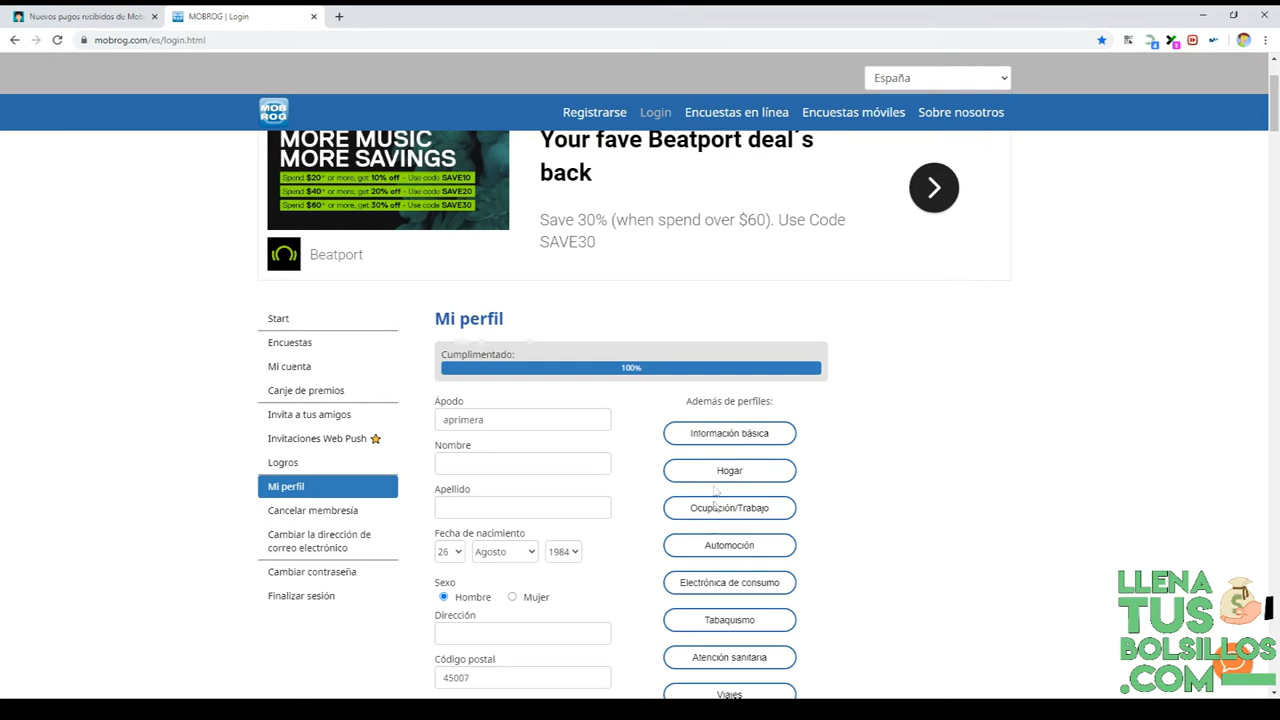 Nuevos pagos recibidos de Mob
MOBROG | Login
mobrog.com/es/login.html
España
MOB
ROG
Registrarse
Login
Encuestas en línea
Encuestas móviles
Sobre nosotros
MORE MUSIC
MORE SAVINGS
Spend $20* or more, get 10% off - Use code SAVE10
Spend $40* or more, get 20% off - Use code SAVE20
Spend $60* or more, get 30% off - Use code SAVE30
Your fave Beatport deal´s
back
Save 30% (when spend over $60). Use Code
SAVE30
Beatport
Start
Encuestas
Mi cuenta
Canje de premios
Invita a tus amigos
Invitaciones Web Push
Logros
Mi perfil
Cancelar membresía
Cambiar la dirección de
correo electrónico
Cambiar contraseña
Finalizar sesión
Mi perfil
Cumplimentado:
100%
Ápodo
aprimera
Nombre
Apellido
Fecha de nacimiento
26 Agosto 1984
Sexo
Hombre Mujer
Dirección
Código postal
45007
Además de perfiles:
Información básica
Hogar
Ocupación/Trabajo
Automoción
Electrónica de consumo
Tabaquismo
Atención sanitaria
Viajes
LLENA
TUS
BOLSILLOS
.COM